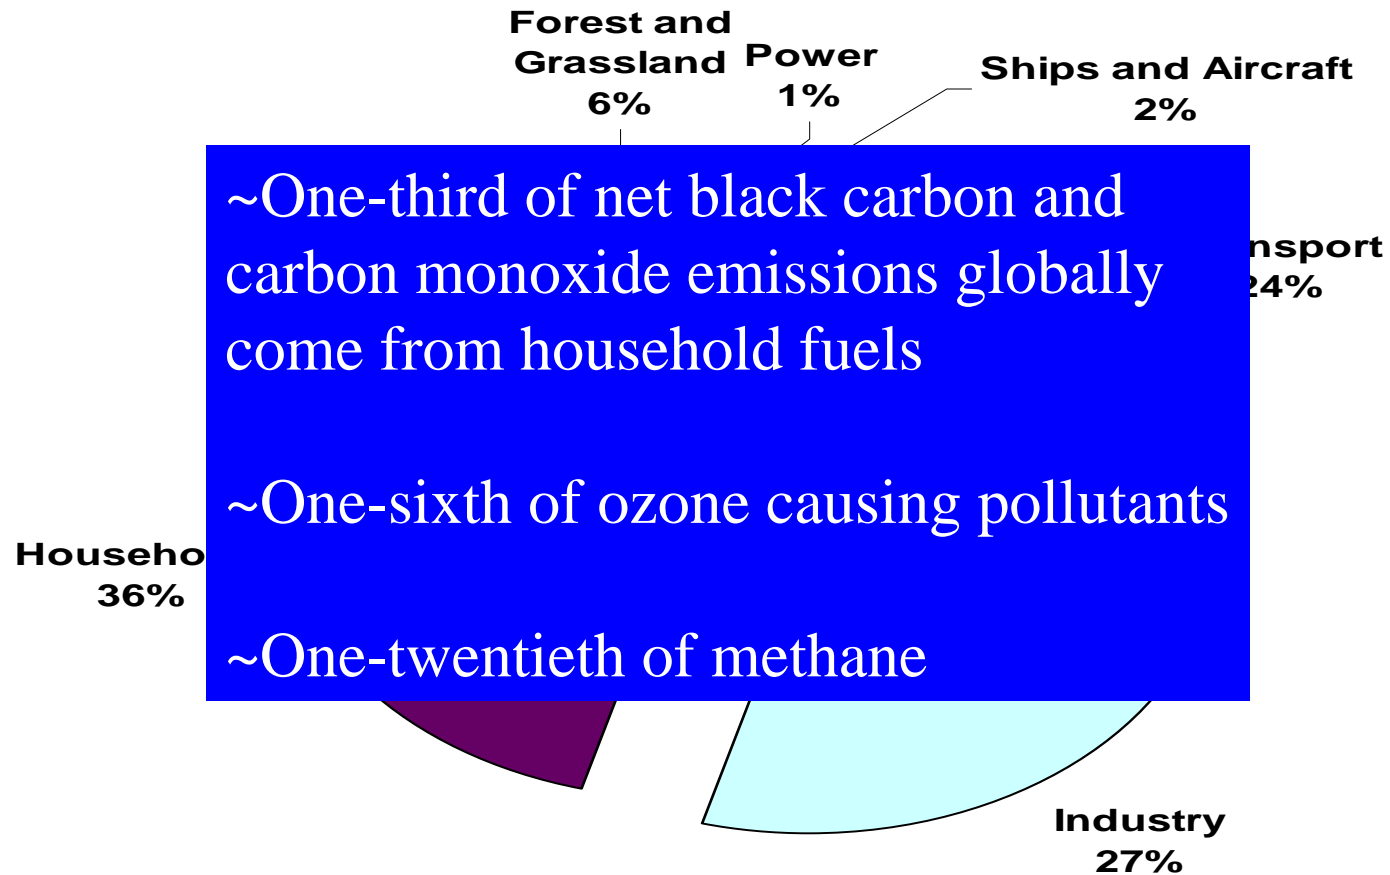 Forest and
Grassland
6%
Power
1%
Ships and Aircraft
2%
~One-third of net black carbon and
carbon monoxide emissions globally
come from household fuels
~One-sixth of ozone causing pollutants
~One-twentieth of methane
nsport
24%
Househo
36%
Industry
27%